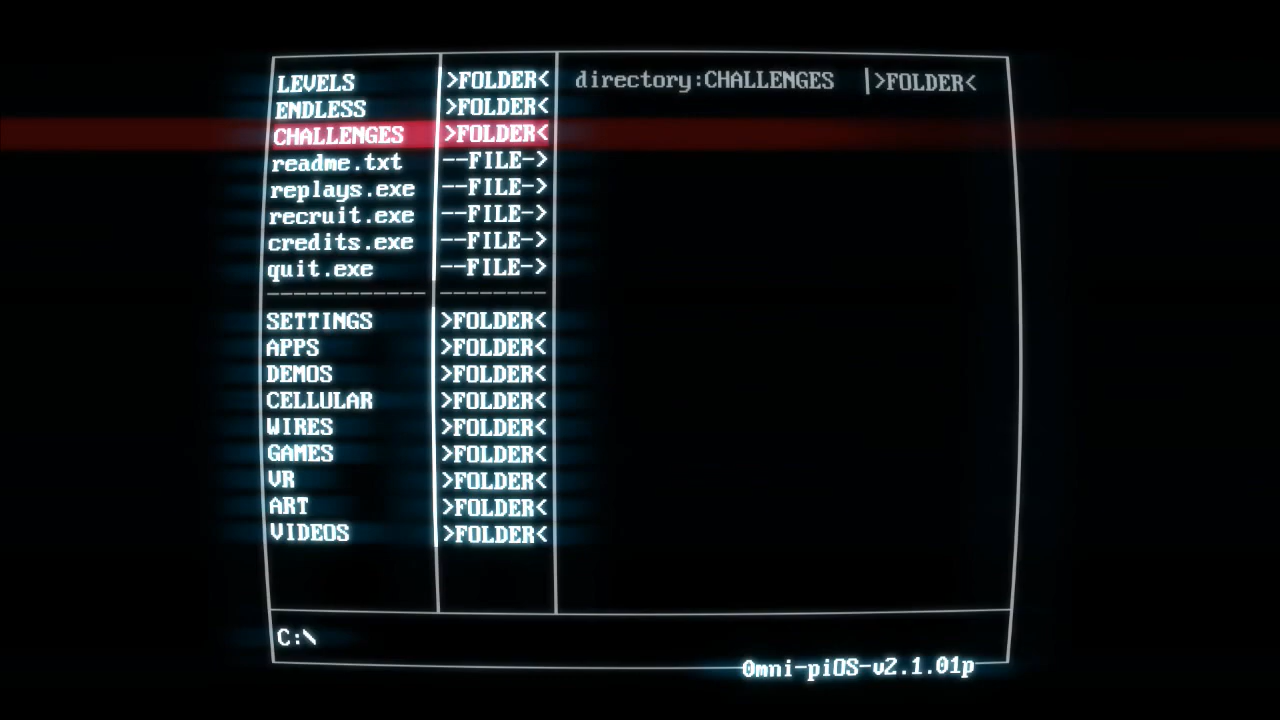 LEVELS >FOLDER< directory:CHALLENGES |>FOLDER<
ENDLESS >FOLDER<
CHALLENGES >FOLDER<
readme.txt --FILE->
replays.exe --FILE->
recruit.exe --FILE->
credits.exe --FILE->
quit.exe --FILE->
------------ --------
SETTINGS >FOLDER<
APPS >FOLDER<
DEMOS >FOLDER<
CELLULAR >FOLDER<
WIRES >FOLDER<
GAMES >FOLDER<
VR >FOLDER<
ART >FOLDER<
VIDEOS >FOLDER<
C:\
0mni-piOS-v2.1.01p